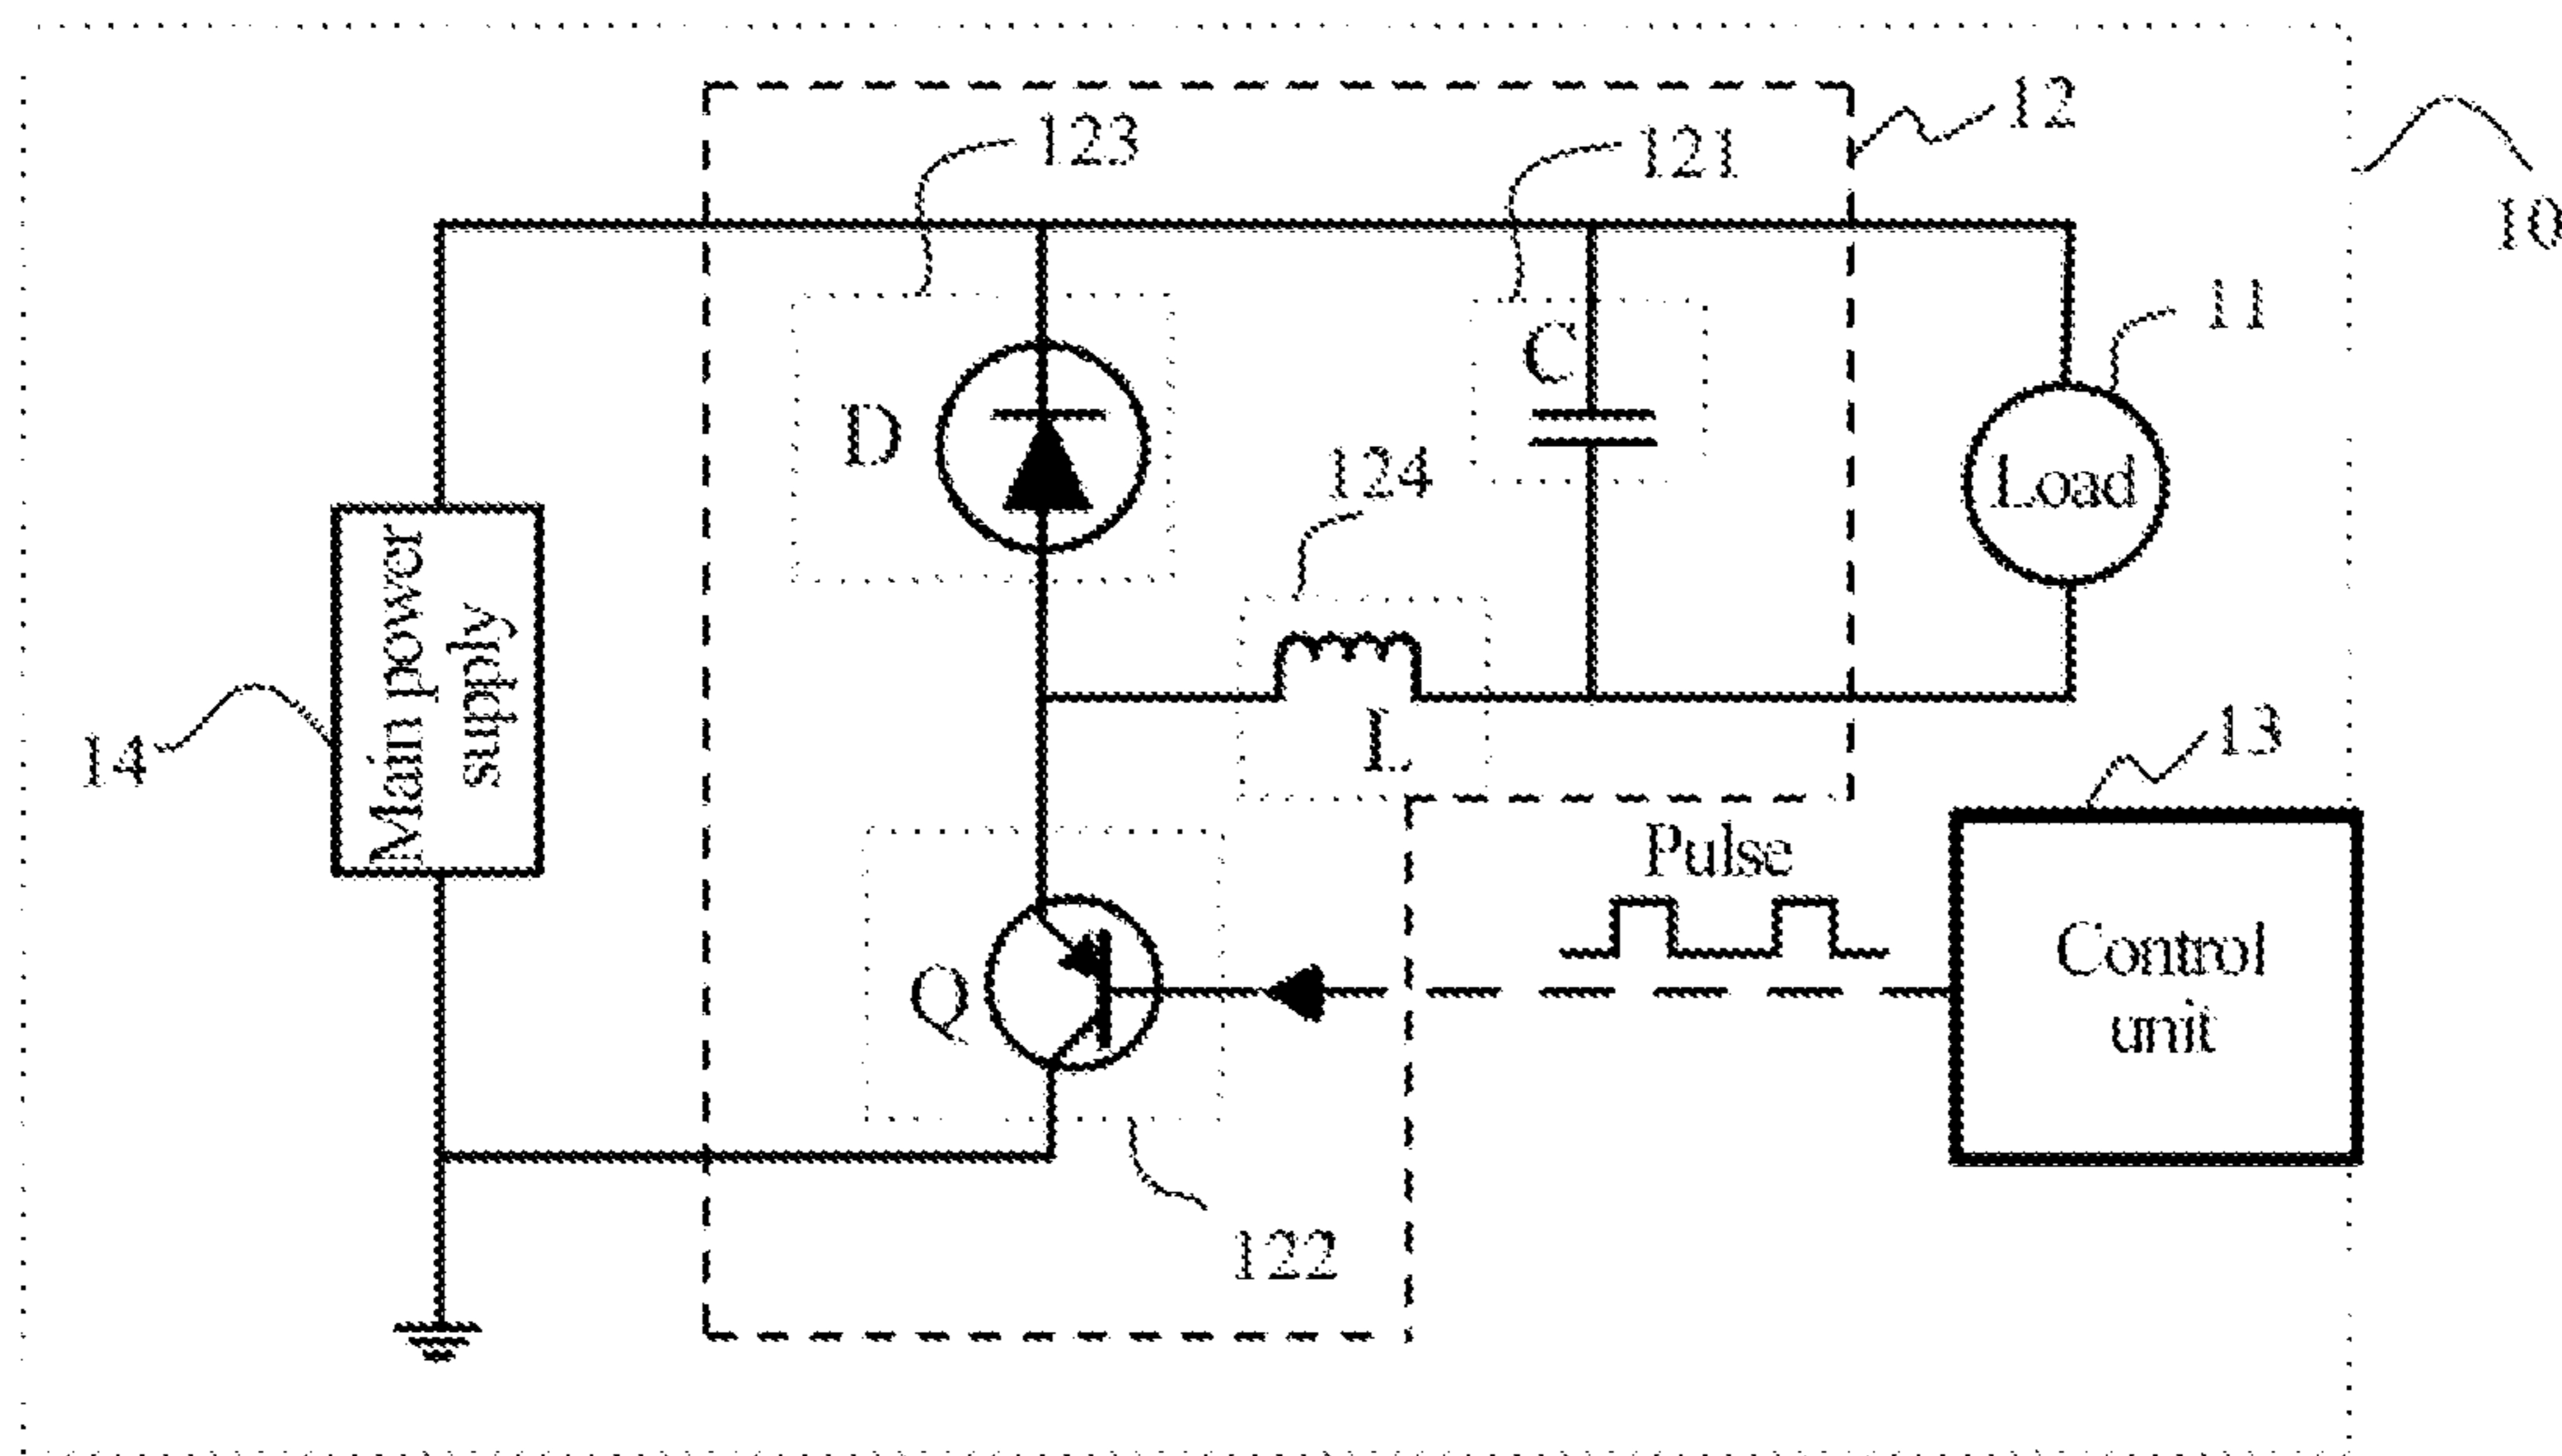 12
123
121
10
11
C
D
Load
124
Main power
supply
14
L
13
Pulse
Control
unit
Q
122